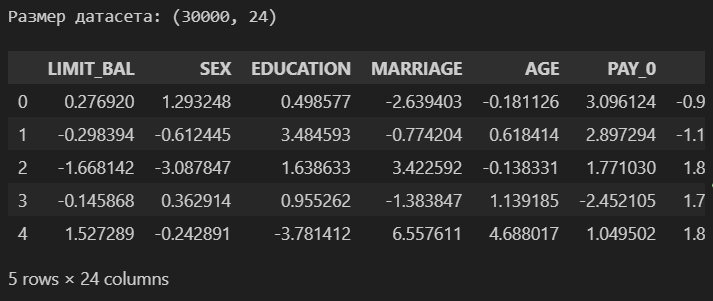 Размер датасета: (30000, 24)
LIMIT_BAL SEX EDUCATION MARRIAGE AGE PAY_0
0 0.276920 1.293248 0.498577 -2.639403 -0.181126 3.096124 -0.9
1 -0.298394 -0.612445 3.484593 -0.774204 0.618414 2.897294 -1.1
2 -1.668142 -3.087847 1.638633 3.422592 -0.138331 1.771030 1.8
3 -0.145868 0.362914 0.955262 -1.383847 1.139185 -2.452105 1.7
4 1.527289 -0.242891 -3.781412 6.557611 4.688017 1.049502 1.8
5 rows × 24 columns